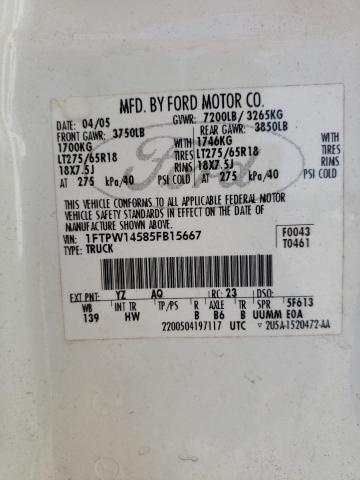 MFD. BY FORD MOTOR CO.
DATE: 04/05 GVWR: 7200LB/ 3265KG
FRONT GAWR: 3750LB REAR GAWR: 3850LB
1700KG WITH 1746KG WITH
LT275/65R18 TIRES LT275/65R18 TIRES
18X7.5J RIMS 18X7.5J RIMS
AT 275 kPa/40 PSI COLD AT 275 kPa/40 PSI COLD
Ford
THIS VEHICLE CONFORMS TO ALL APPLICABLE FEDERAL MOTOR
VEHICLE SAFETY STANDARDS IN EFFECT ON THE DATE OF
MANUFACTURE SHOWN ABOVE.
VIN: 1FTPW14585FB15667 F0043
TYPE: TRUCK T0461
EXT PNT: YZ AQ RC: 23 DSO:
WB INT TR TP/PS R AXLE TR SPR 5F613
139 HW B B6 B UUMM E0A
2200504197117 UTC ▽ 2U5A-1520472-AA